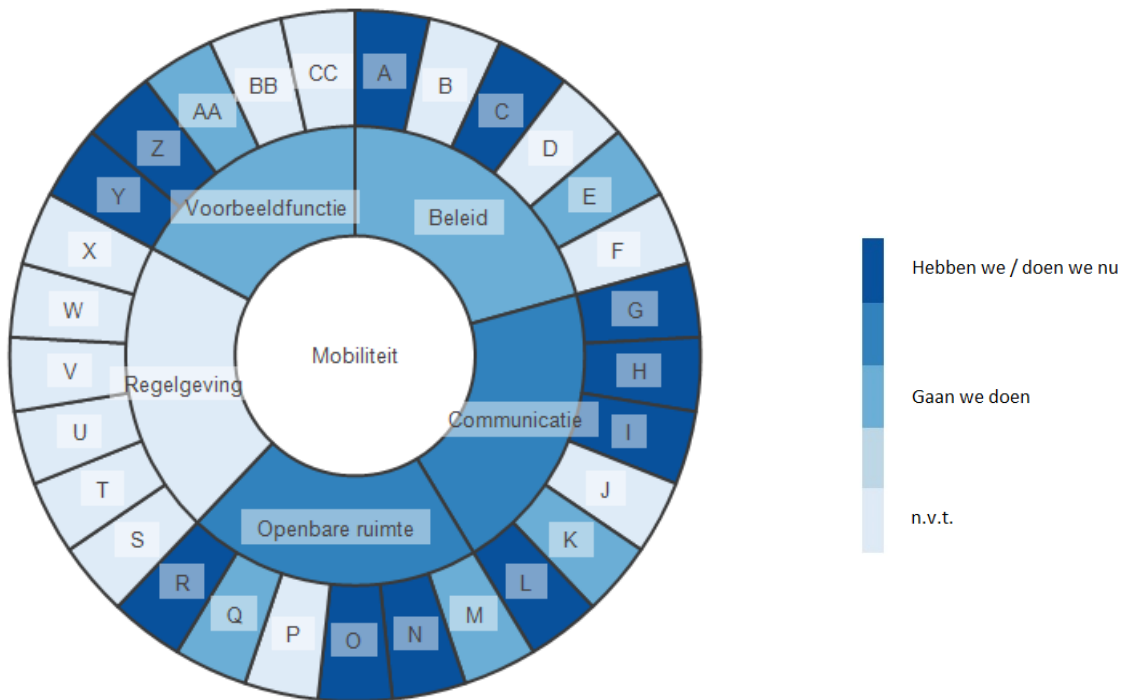 A
B
C
D
E
F
G
H
I
J
K
L
M
N
O
P
Q
R
S
T
U
V
W
X
Y
Z
AA
BB
CC
Voorbeeldfunctie
Beleid
Communicatie
Openbare ruimte
Regelgeving
Mobiliteit
Hebben we / doen we nu
Gaan we doen
n.v.t.